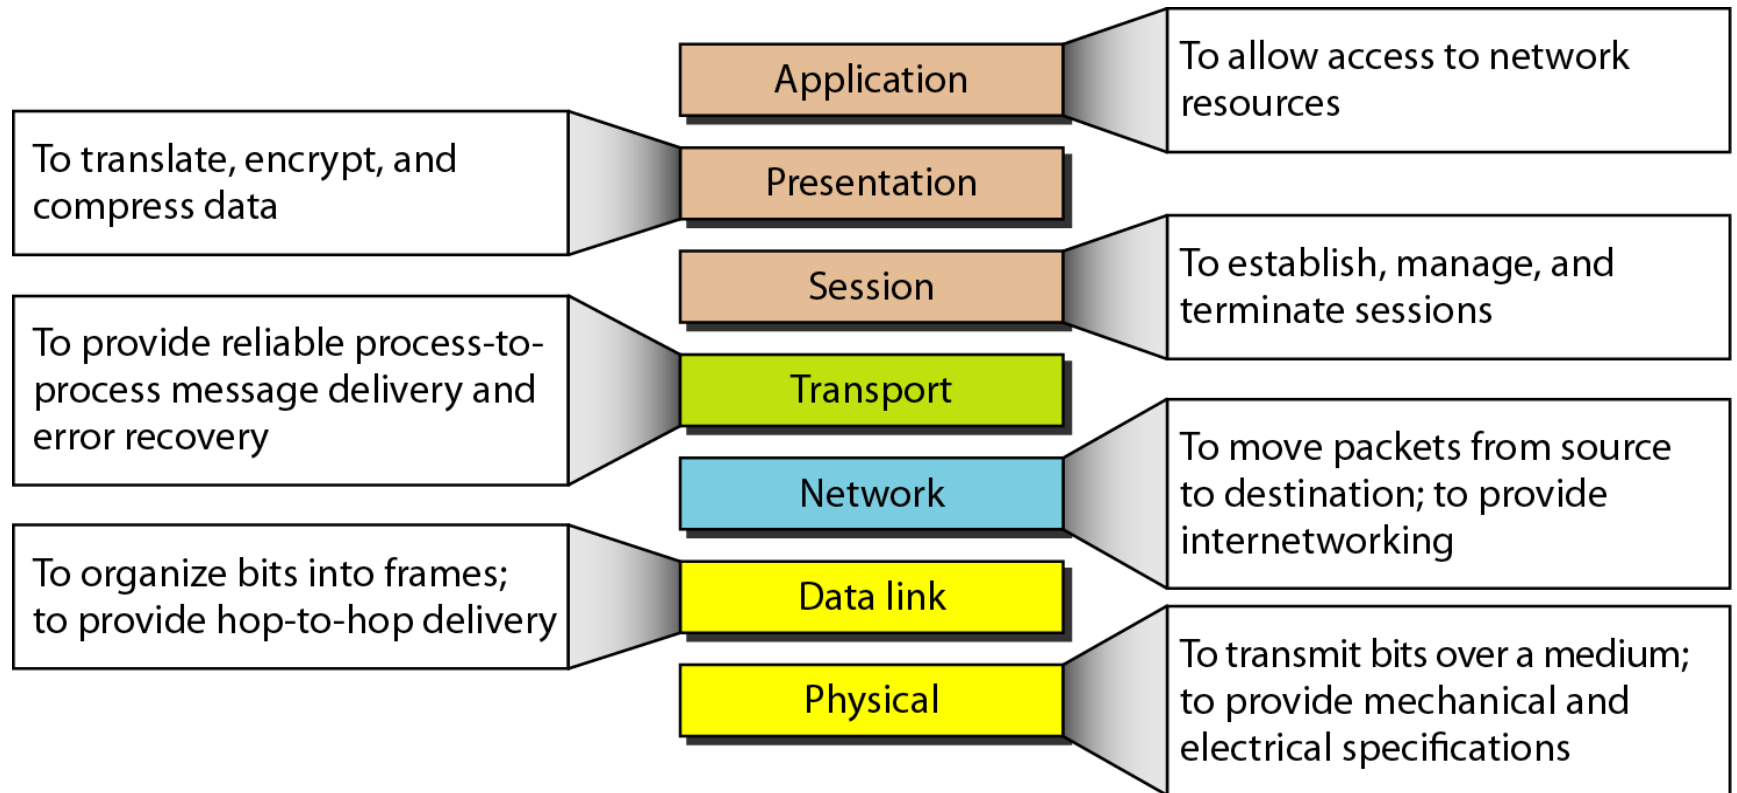 Application
To allow access to network
resources
To translate, encrypt, and
compress data
Presentation
Session
To establish, manage, and
terminate sessions
To provide reliable process-to-
process message delivery and
error recovery
Transport
Network
To move packets from source
to destination; to provide
internetworking
To organize bits into frames;
to provide hop-to-hop delivery
Data link
Physical
To transmit bits over a medium;
to provide mechanical and
electrical specifications